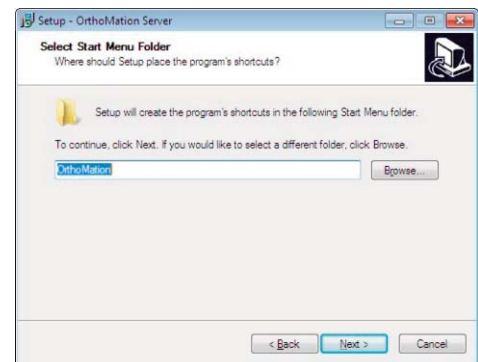 Setup - OrthoMation Server
Select Start Menu Folder
Where should Setup place the program's shortcuts?
Setup will create the program's shortcuts in the following Start Menu folder.
To continue, click Next. If you would like to select a different folder, click Browse.
OrthoMation
Browse...
< Back
Next >
Cancel